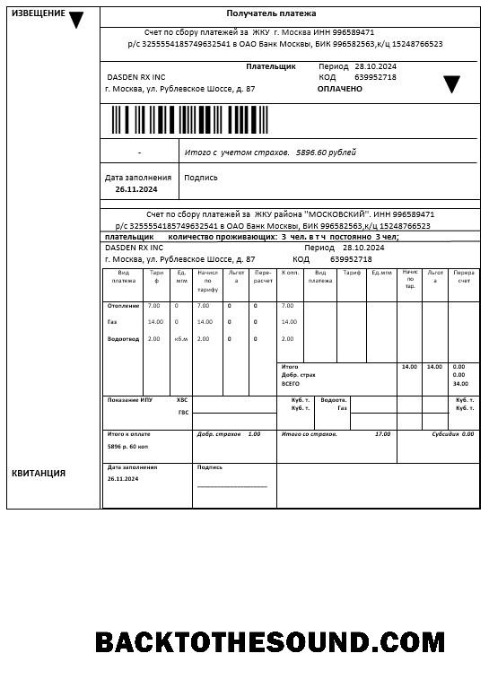 ИЗВЕЩЕНИЕ
Получатель платежа
Счет по сбору платежей за ЖКУ г. Москва ИНН 996589471
р/с 3255554185749632541 в ОАО Банк Москвы, БИК 996582563,к/ц 15248766523
Плательщик Период 28.10.2024
DASDEN RX INC КОД 639952718
г. Москва, ул. Рублевское Шоссе, д. 87 ОПЛАЧЕНО
- Итого с учетом страхов. 5896.60 рублей
Дата заполнения Подпись
26.11.2024
Счет по сбору платежей за ЖКУ района "МОСКОВСКИЙ". ИНН 996589471
р/с 3255554185749632541 в ОАО Банк Москвы, БИК 996582563,к/ц 15248766523
плательщик количество проживающих: 3 чел. в т ч постоянно 3 чел;
DASDEN RX INC Период 28.10.2024
г. Москва, ул. Рублевское Шоссе, д. 87 КОД 639952718
Вид платежа Тариф Ед. мгм Начисл по тарифу Льгота Пере-расчет К опл. Вид платежа Тариф Ед.мгм Начис по тар. Льгота Перерасчет
Отопление 7.00 0 7.00 0 0 7.00
Газ 14.00 0 14.00 0 0 14.00
Водоотвод 2.00 кб.м 2.00 0 0 2.00
Итого 14.00 14.00 0.00
Добр. страх 0.00
ВСЕГО 34.00
Показание ИПУ ХВС Куб. т. Водоотв. Куб. т.
ГВС Куб. т. Газ Куб. т.
Итого к оплате Добр. страхов 1.00 Итого со страхов. 17.00 Субсидия 0.00
5896 р. 60 коп
КВИТАНЦИЯ
Дата заполнения Подпись
26.11.2024
BACKTOTHESOUND.COM